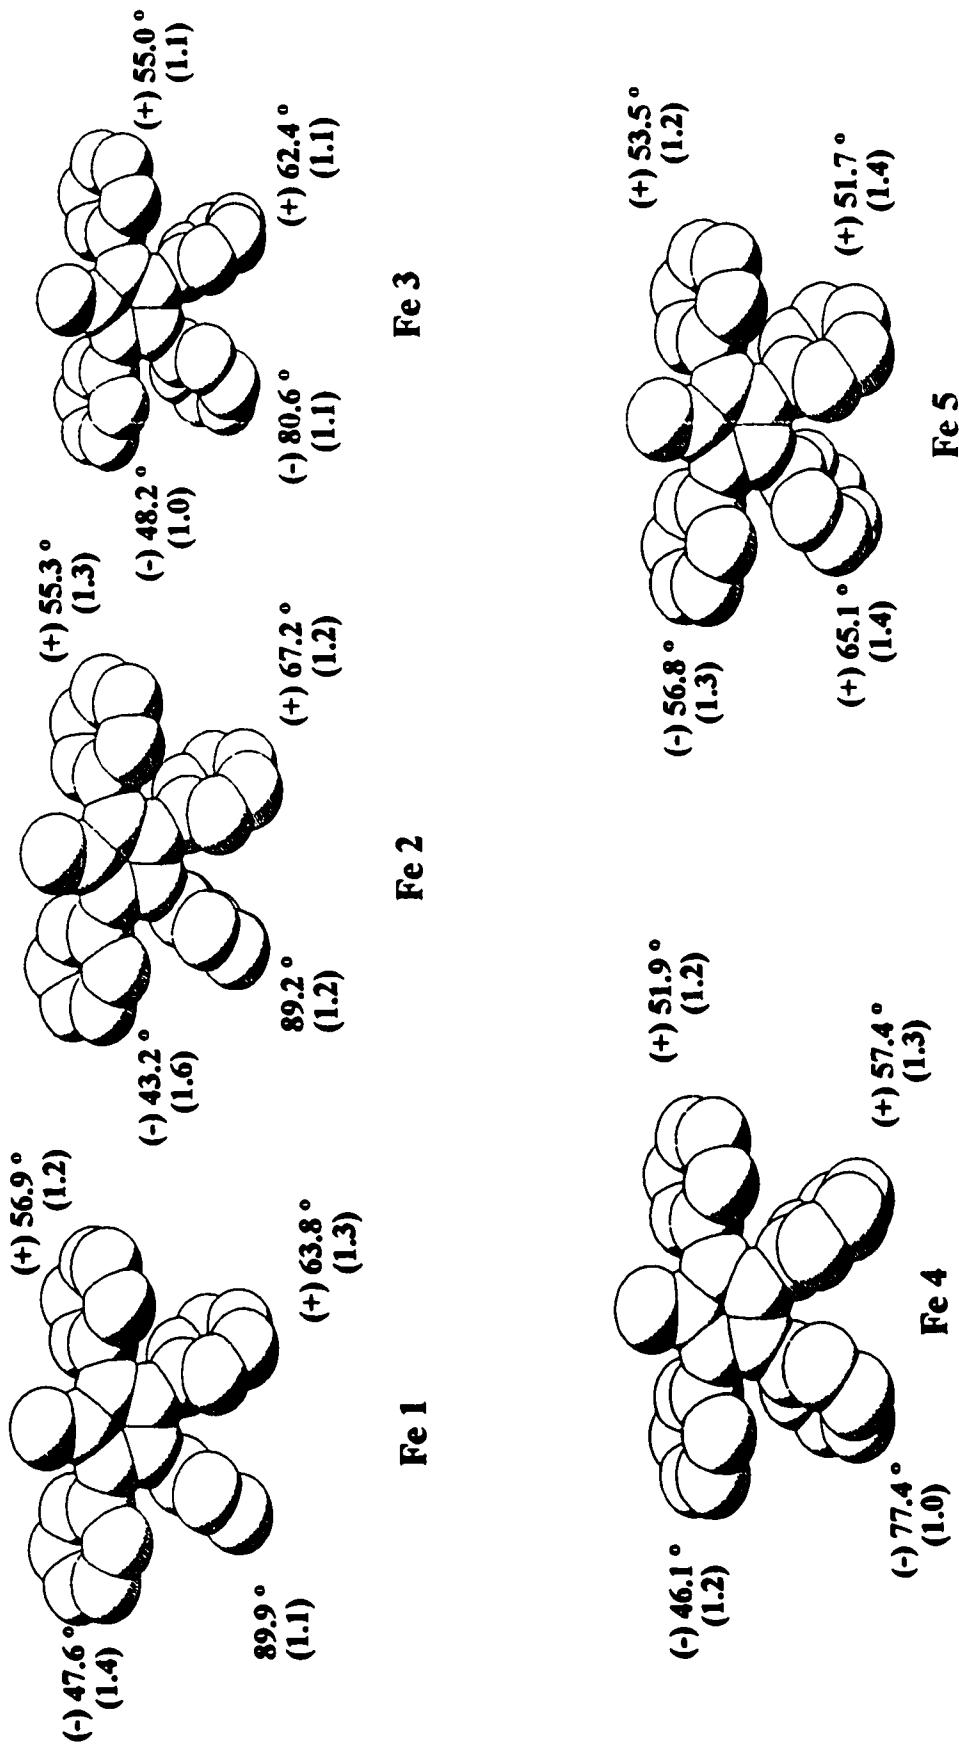 (+) 56.9 °
(1.2)
(-) 47.6 °
(1.4)
(+) 63.8 °
(1.3)
89.9 °
(1.1)
Fe 1
(+) 55.3 °
(1.3)
(-) 43.2 °
(1.6)
(+) 67.2 °
(1.2)
89.2 °
(1.2)
Fe 2
(+) 55.0 °
(1.1)
(-) 48.2 °
(1.0)
(+) 62.4 °
(1.1)
(-) 80.6 °
(1.1)
Fe 3
(+) 51.9 °
(1.2)
(-) 46.1 °
(1.2)
(+) 57.4 °
(1.3)
(-) 77.4 °
(1.0)
Fe 4
(+) 53.5 °
(1.2)
(-) 56.8 °
(1.3)
(+) 51.7 °
(1.4)
(+) 65.1 °
(1.4)
Fe 5